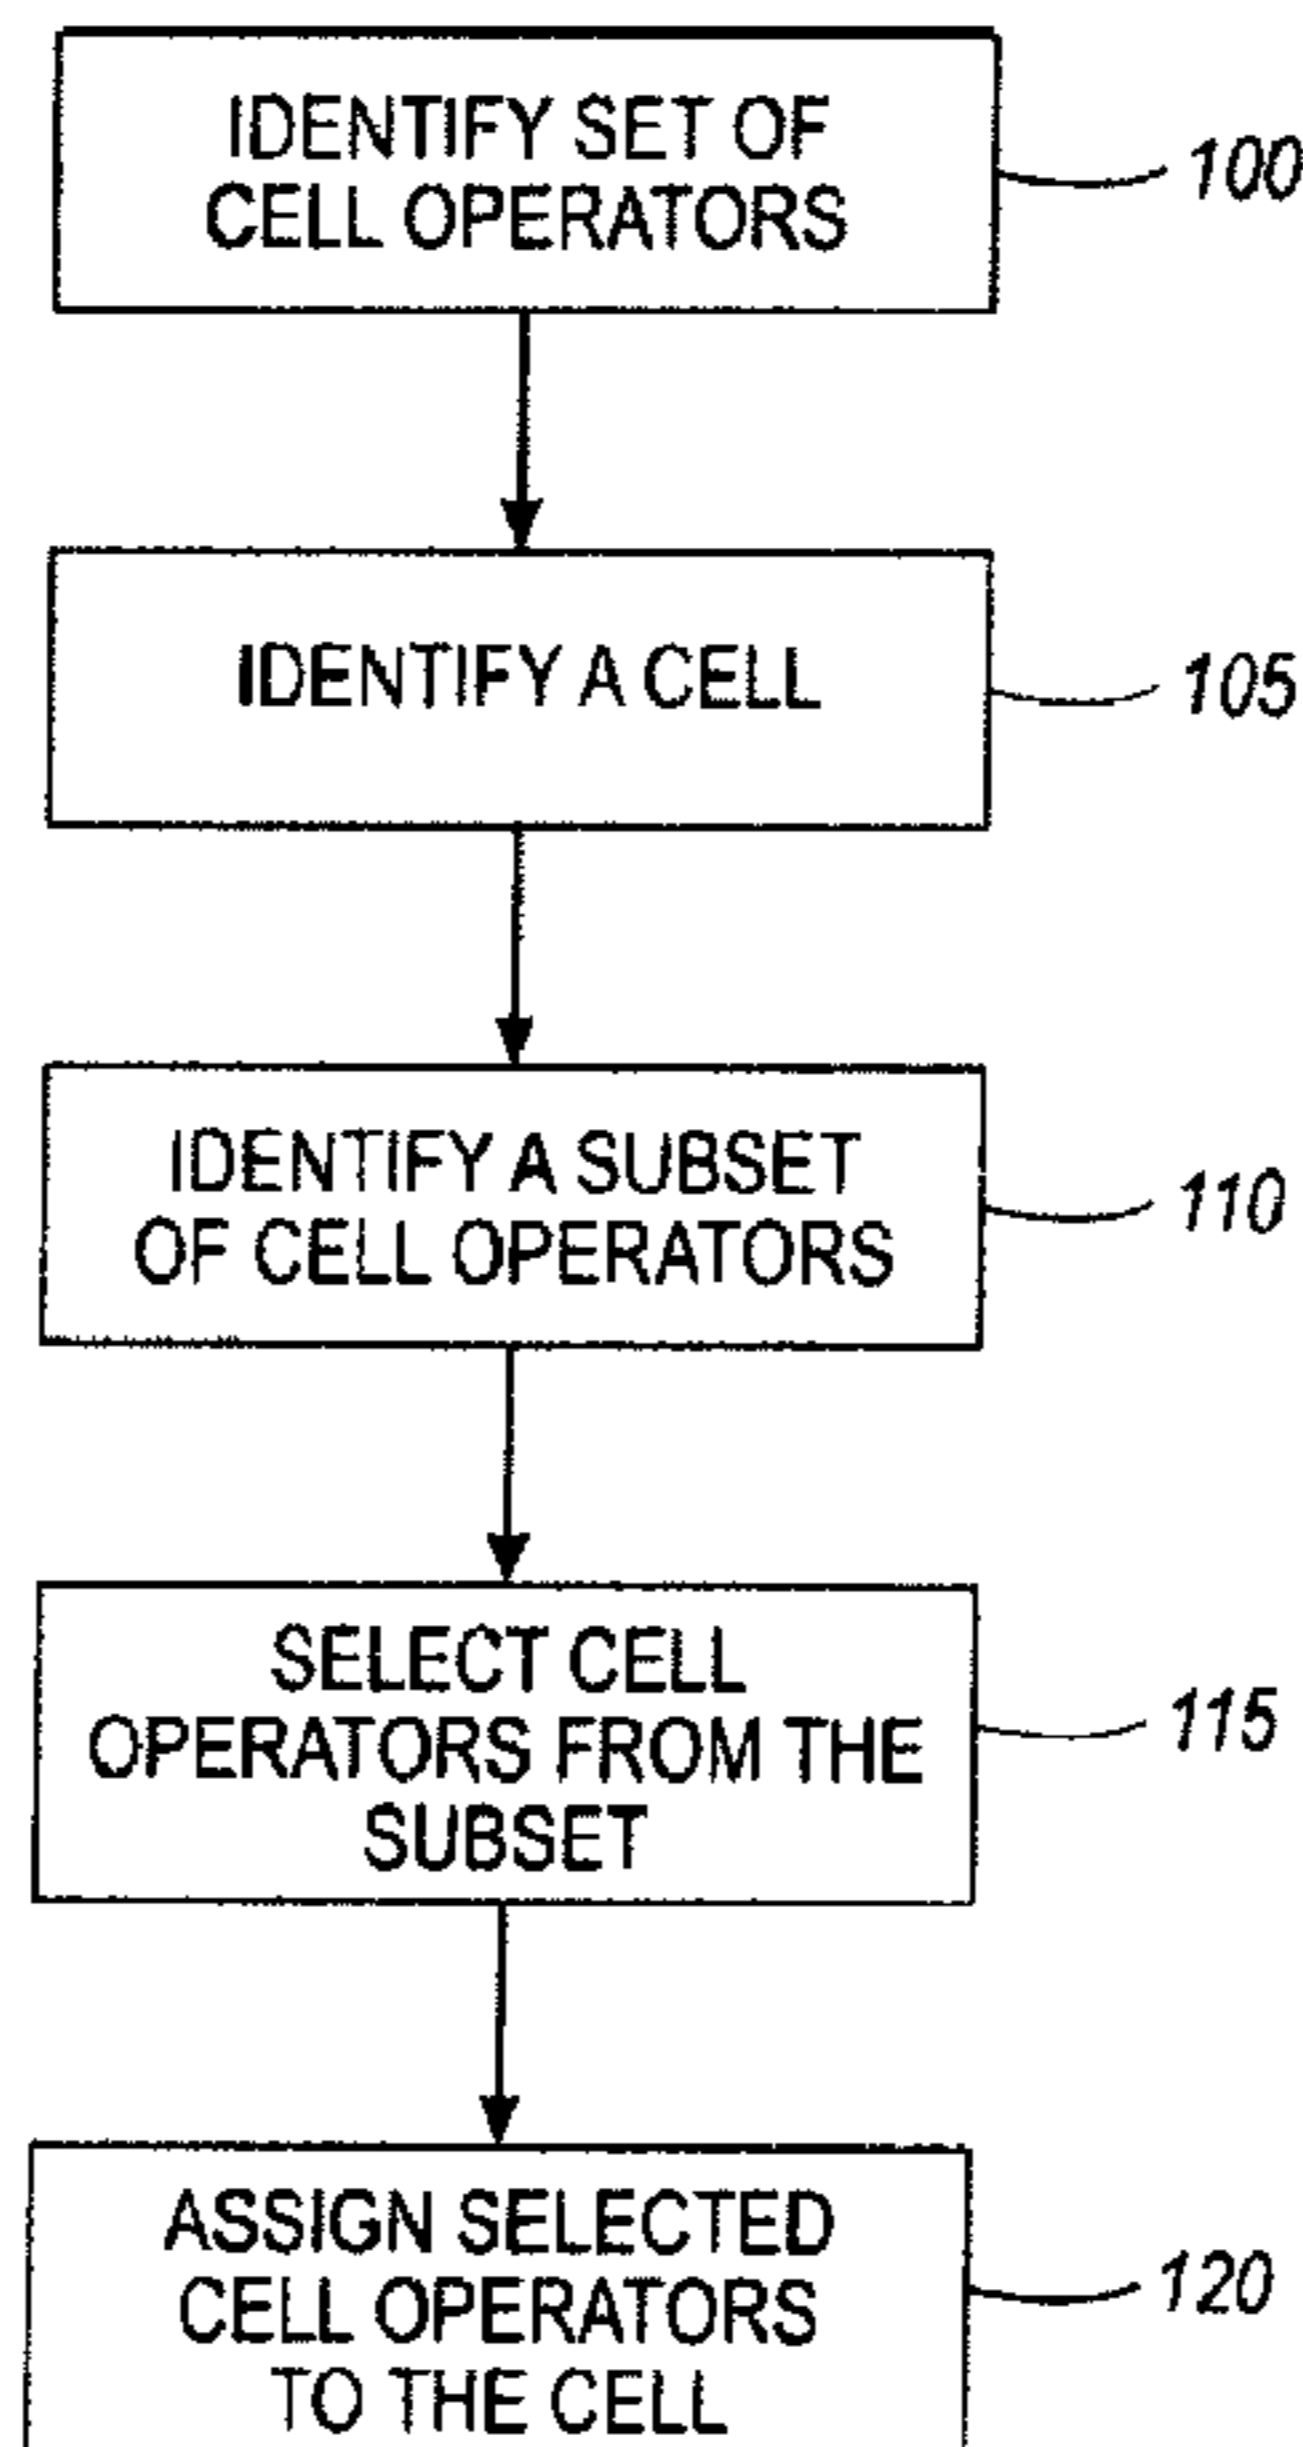 IDENTIFY SET OF
CELL OPERATORS
100
IDENTIFY A CELL
105
IDENTIFY A SUBSET
OF CELL OPERATORS
110
SELECT CELL
OPERATORS FROM THE
SUBSET
115
ASSIGN SELECTED
CELL OPERATORS
TO THE CELL
120